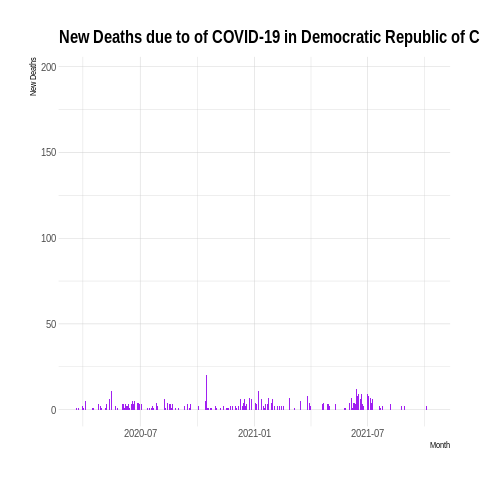 New Deaths due to of COVID-19 in Democratic Republic of C
New Deaths
200
150
100
50
0
2020-07 2021-01 2021-07
Month